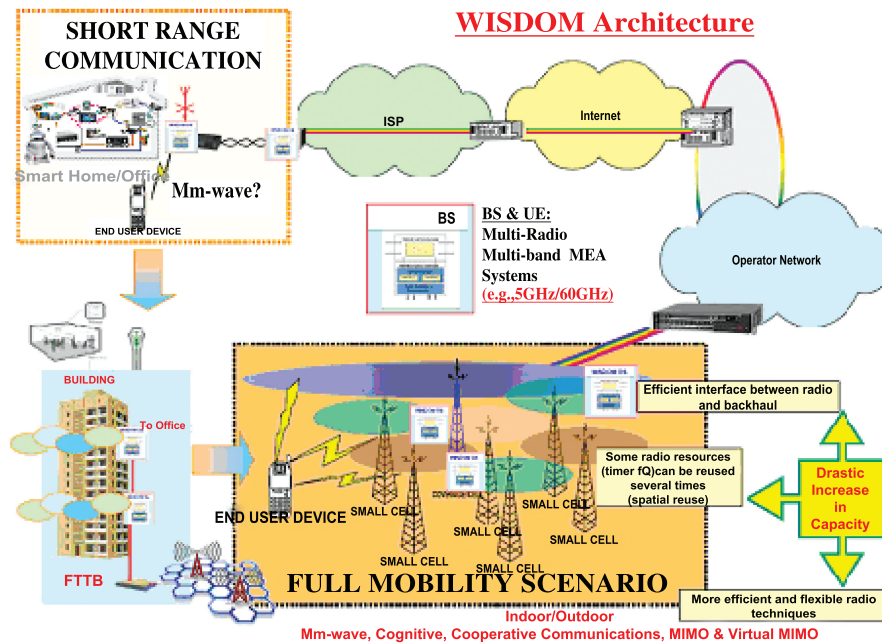 WISDOM Architecture
SHORT RANGE
COMMUNICATION
Smart Home/Office
Mm-wave?
END USER DEVICE
ISP
Internet
Operator Network
BS
BS & UE:
Multi-Radio
Multi-band MEA
Systems
(e.g.,5GHz/60GHz)
BUILDING
To Office
FTTB
END USER DEVICE
SMALL CELL
SMALL CELL
SMALL CELL
SMALL CELL
SMALL CELL
FULL MOBILITY SCENARIO
Efficient interface between radio
and backhaul
Some radio resources
(timer fQ)can be reused
several times
(spatial reuse)
Drastic
Increase
in
Capacity
More efficient and flexible radio
techniques
Indoor/Outdoor
Mm-wave, Cognitive, Cooperative Communications, MIMO & Virtual MIMO